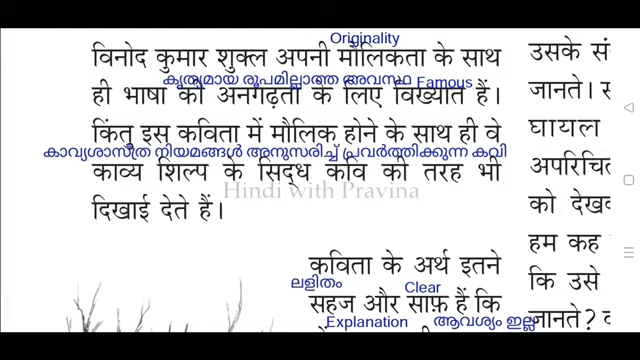 Originality
विनोद कुमार शुक्ल अपनी मौलिकता के साथ
കൃത്യമായ രൂപമില്ലാത്ത അവസ്ഥ Famous
ही भाषा की अनगढ़ता के लिए विख्यात हैं।
किंतु इस कविता में मौलिक होने के साथ ही वे
കാവ്യശാസ്ത്ര നിയമങ്ങൾ അനുസരിച്ച് പ്രവർത്തിക്കുന്ന കവി
काव्य शिल्प के सिद्ध कवि की तरह भी
Hindi with Pravina
दिखाई देते हैं।
कविता के अर्थ इतने
ലളിതം Clear
सहज और साफ़ हैं कि
Explanation ആവശ്യം ഇല്ല
उसके सं
जानते। स
घायल
अपरिचित
को देखक
हम कह
कि उसे
जानते? व